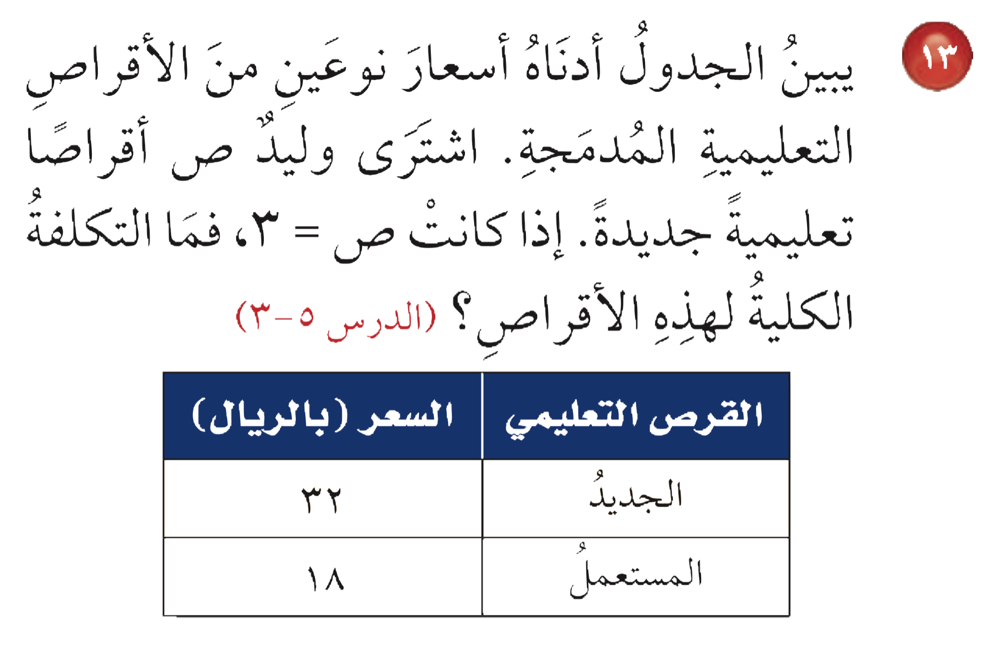 ١٣
يبينُ الجدولُ أدنَاهُ أسعارَ نوعَينِ منَ الأقراصِ
التعليميةِ المُدمَجةِ. اشترَى وليدٌ ص أقراصًا
تعليميةً جديدةً. إذا كانتْ ص = ٣، فمَا التكلفةُ
الكليةُ لهذِهِ الأقراصِ؟ (الدرس ٥-٣)
القرص التعليمي السعر (بالريال)
الجديدُ ٣٢
المستعملُ ١٨